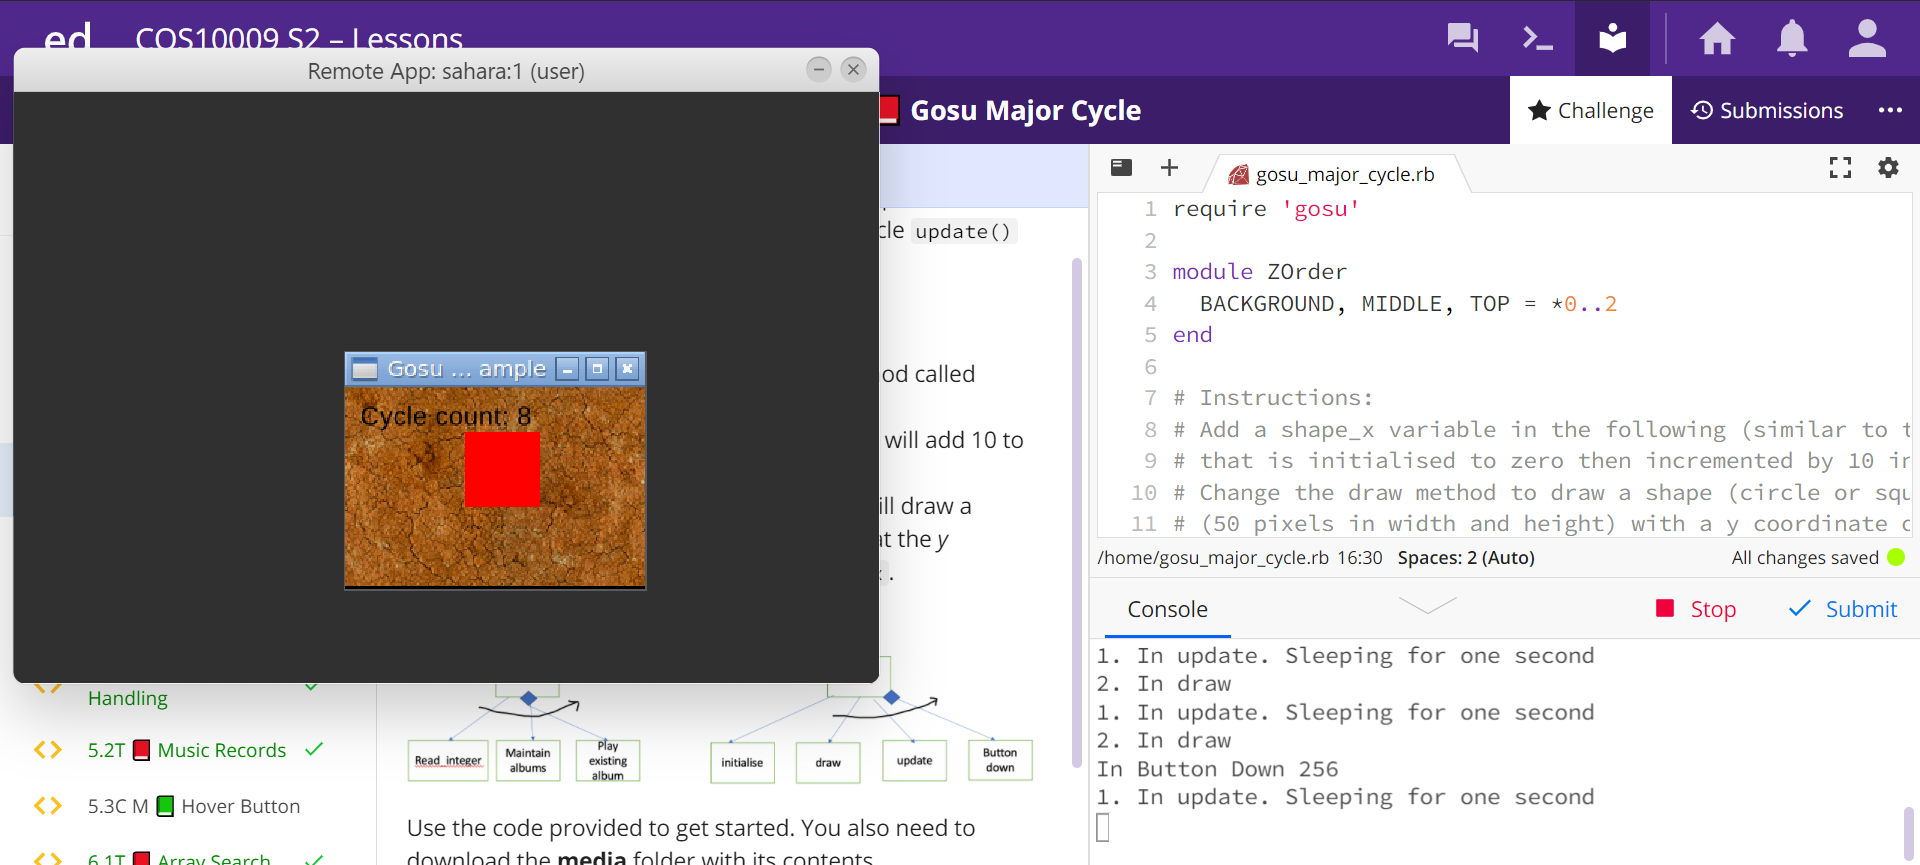 ed
COS10009 S2 – Lessons
Remote App: sahara:1 (user)
Gosu Major Cycle
Challenge
Submissions
Gosu ... ample
Cycle count: 8
update()
od called
will add 10 to
ill draw a
at the y
Handling
5.2T Music Records
5.3C M Hover Button
6.1T Array Search
Read_integer
Maintain albums
Play existing album
initialise
draw
update
Button down
Use the code provided to get started. You also need to
download the media folder with its contents
gosu_major_cycle.rb
1 require 'gosu'
2
3 module ZOrder
4 BACKGROUND, MIDDLE, TOP = *0..2
5 end
6
7 # Instructions:
8 # Add a shape_x variable in the following (similar to t
9 # that is initialised to zero then incremented by 10 in
10 # Change the draw method to draw a shape (circle or squ
11 # (50 pixels in width and height) with a y coordinate o
/home/gosu_major_cycle.rb 16:30 Spaces: 2 (Auto) All changes saved
Console
Stop
Submit
1. In update. Sleeping for one second
2. In draw
1. In update. Sleeping for one second
2. In draw
In Button Down 256
1. In update. Sleeping for one second